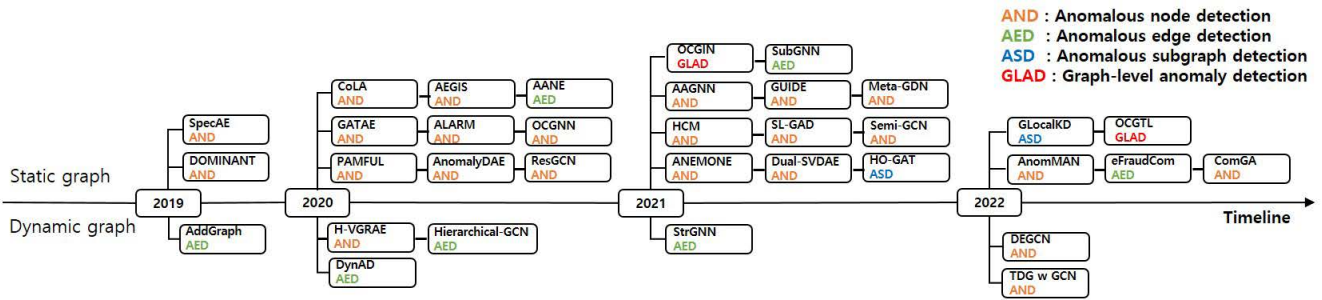 AND : Anomalous node detection
AED : Anomalous edge detection
ASD : Anomalous subgraph detection
GLAD : Graph-level anomaly detection
OCGIN
GLAD
SubGNN
AED
CoLA
AND
AEGIS
AND
AANE
AED
AAGNN
AND
GUIDE
AND
Meta-GDN
AND
SpecAE
AND
GATAE
AND
ALARM
AND
OCGNN
AND
HCM
AND
SL-GAD
AND
Semi-GCN
AND
GLocalKD
ASD
OCGTL
GLAD
DOMINANT
AND
PAMFUL
AND
AnomalyDAE
AND
ResGCN
AND
ANEMONE
AND
Dual-SVDAE
AND
HO-GAT
ASD
AnomMAN
AND
eFraudCom
AED
ComGA
AND
Static graph
2019
2020
2021
2022
Dynamic graph
Timeline
AddGraph
AED
H-VGRAE
AND
Hierarchical-GCN
AED
StrGNN
AED
DEGCN
AND
DynAD
AED
TDG w GCN
AND